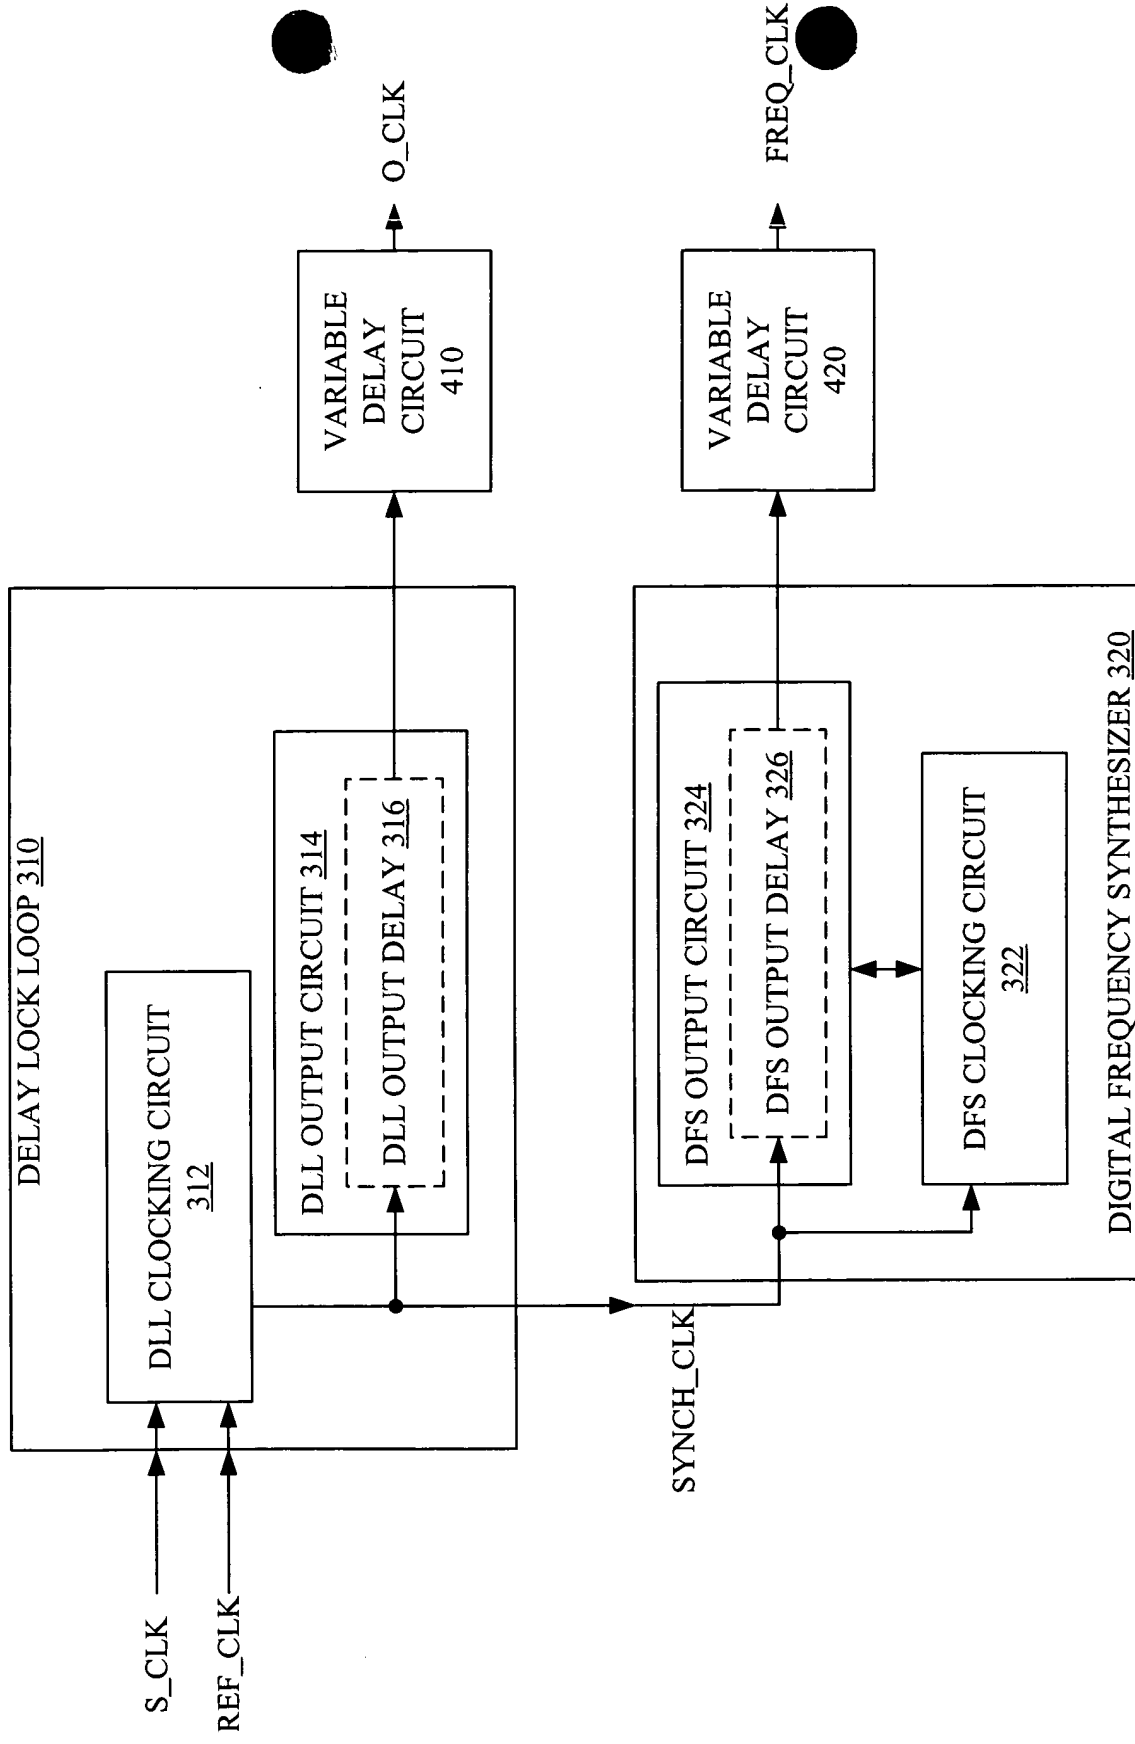 DELAY LOCK LOOP 310
S_CLK
REF_CLK
DLL CLOCKING CIRCUIT
312
DLL OUTPUT CIRCUIT 314
DLL OUTPUT DELAY 316
VARIABLE
DELAY
CIRCUIT
410
O_CLK
SYNCH_CLK
DFS OUTPUT CIRCUIT 324
DFS OUTPUT DELAY 326
VARIABLE
DELAY
CIRCUIT
420
FREQ_CLK
DFS CLOCKING CIRCUIT
322
DIGITAL FREQUENCY SYNTHESIZER 320